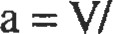 a = V/